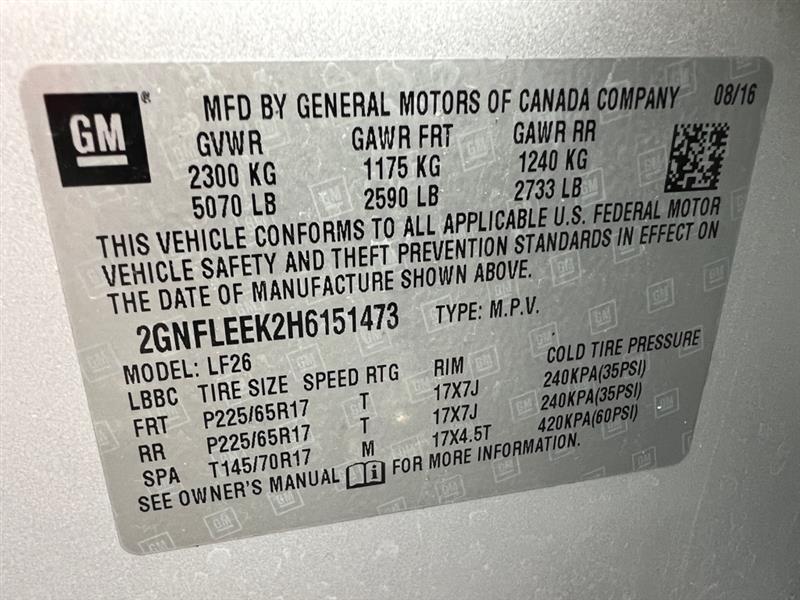 GM
MFD BY GENERAL MOTORS OF CANADA COMPANY 08/16
GVWR GAWR FRT GAWR RR
2300 KG 1175 KG 1240 KG
5070 LB 2590 LB 2733 LB
THIS VEHICLE CONFORMS TO ALL APPLICABLE U.S. FEDERAL MOTOR
VEHICLE SAFETY AND THEFT PREVENTION STANDARDS IN EFFECT ON
THE DATE OF MANUFACTURE SHOWN ABOVE.
2GNFLEEK2H6151473 TYPE: M.P.V.
MODEL: LF26
LBBC TIRE SIZE SPEED RTG RIM COLD TIRE PRESSURE
FRT P225/65R17 T 17X7J 240KPA(35PSI)
RR P225/65R17 T 17X7J 240KPA(35PSI)
SPA T145/70R17 M 17X4.5T 420KPA(60PSI)
SEE OWNER'S MANUAL FOR MORE INFORMATION.